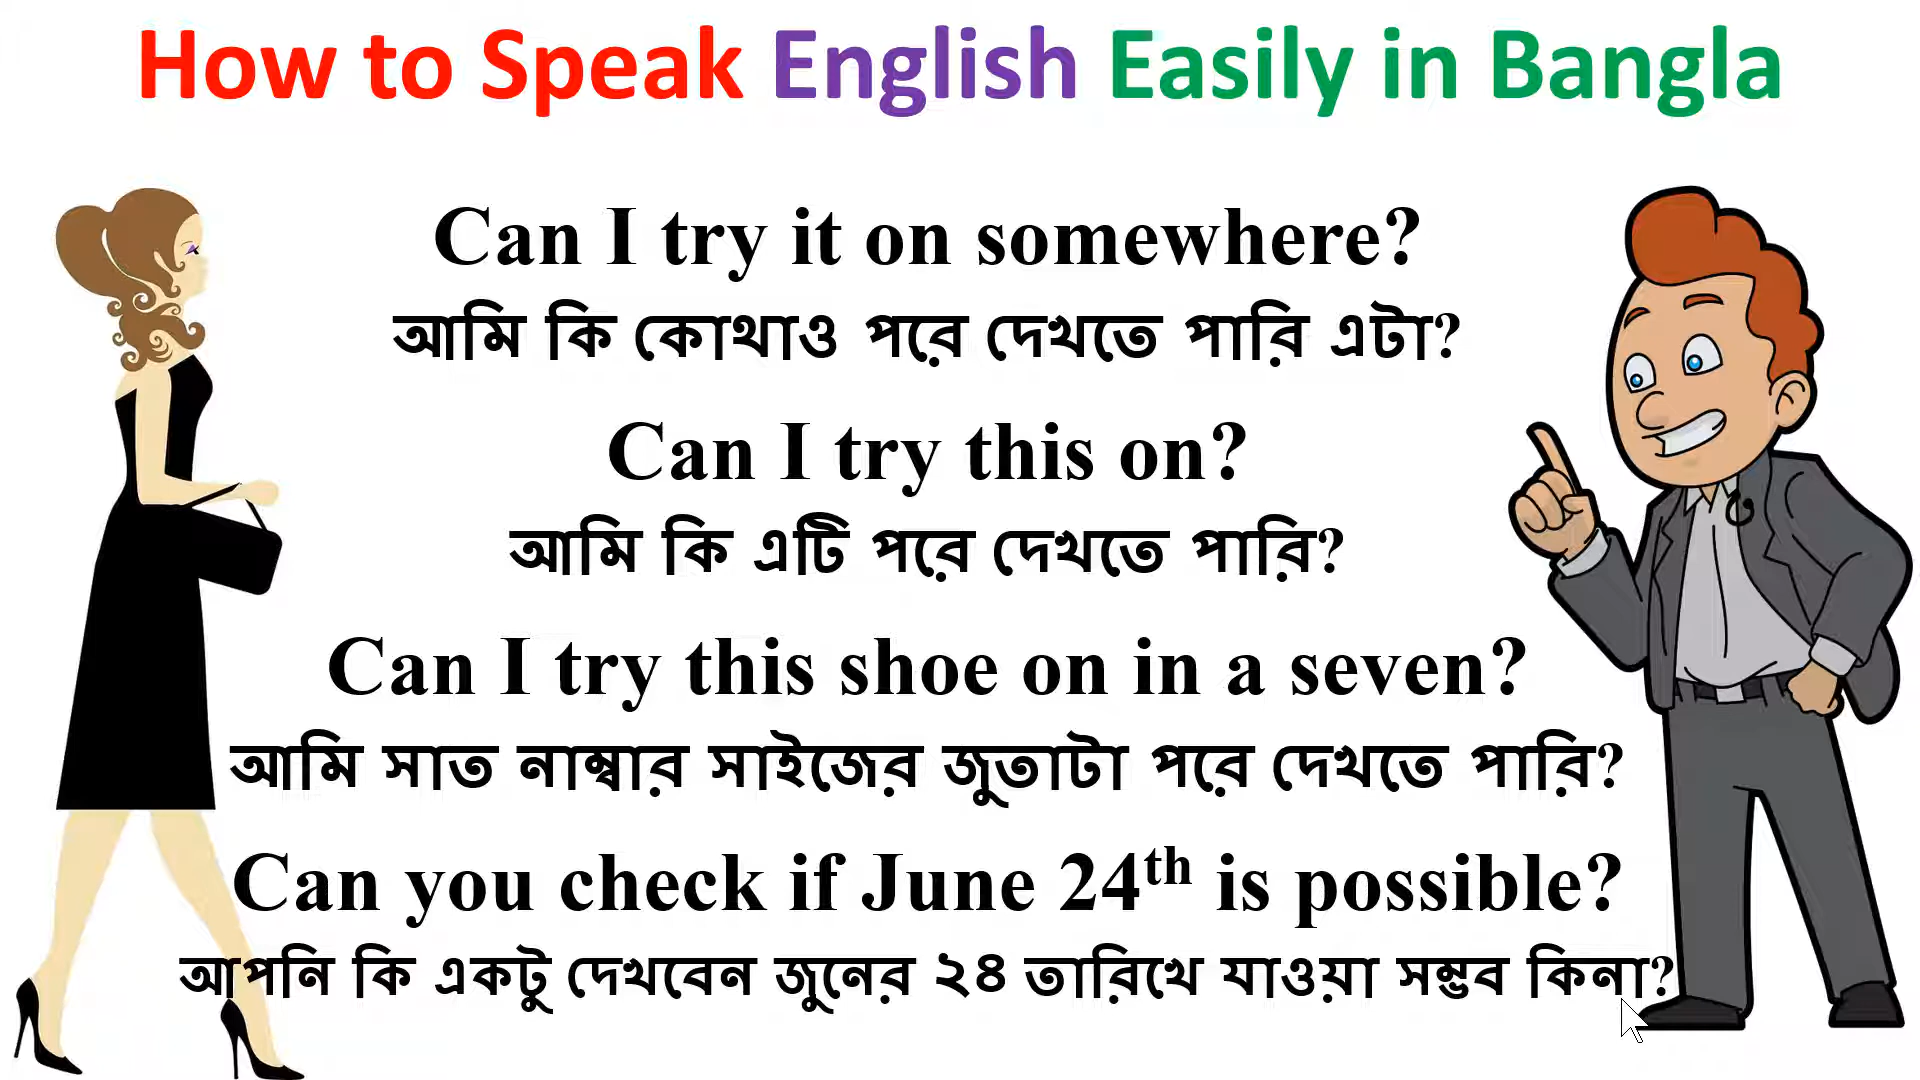 How to Speak English Easily in Bangla
Can I try it on somewhere?
আমি কি কোথাও পরে দেখতে পারি এটা?
Can I try this on?
আমি কি এটি পরে দেখতে পারি?
Can I try this shoe on in a seven?
আমি সাত নাম্বার সাইজের জুতাটা পরে দেখতে পারি?
Can you check if June 24th is possible?
আপনি কি একটু দেখবেন জুনের ২৪ তারিখে যাওয়া সম্ভব কিনা?